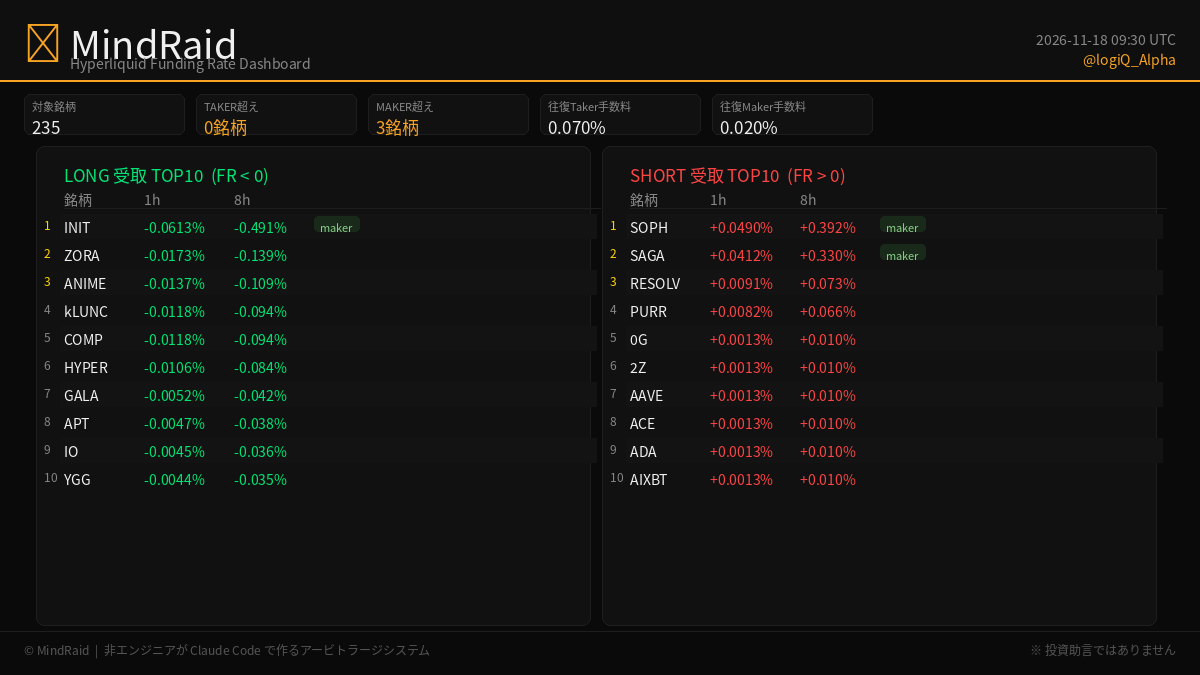 MindRaid
Hyperliquid Funding Rate Dashboard
2026-11-18 09:30 UTC
@logiQ_Alpha
対象銘柄
235
TAKER超え
0銘柄
MAKER超え
3銘柄
往復Taker手数料
0.070%
往復Maker手数料
0.020%
LONG 受取 TOP10 (FR < 0)
銘柄 1h 8h
1 INIT -0.0613% -0.491% maker
2 ZORA -0.0173% -0.139%
3 ANIME -0.0137% -0.109%
4 kLUNC -0.0118% -0.094%
5 COMP -0.0118% -0.094%
6 HYPER -0.0106% -0.084%
7 GALA -0.0052% -0.042%
8 APT -0.0047% -0.038%
9 IO -0.0045% -0.036%
10 YGG -0.0044% -0.035%
SHORT 受取 TOP10 (FR > 0)
銘柄 1h 8h
1 SOPH +0.0490% +0.392% maker
2 SAGA +0.0412% +0.330% maker
3 RESOLV +0.0091% +0.073%
4 PURR +0.0082% +0.066%
5 0G +0.0013% +0.010%
6 2Z +0.0013% +0.010%
7 AAVE +0.0013% +0.010%
8 ACE +0.0013% +0.010%
9 ADA +0.0013% +0.010%
10 AIXBT +0.0013% +0.010%
© MindRaid | 非エンジニアが Claude Code で作るアービトラージシステム
※ 投資助言ではありません